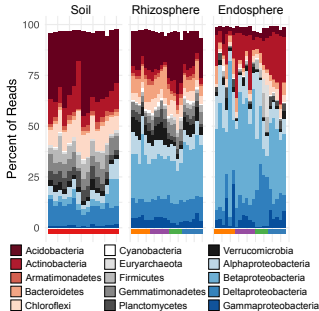 Soil Rhizosphere Endosphere
Percent of Reads
100
75
50
25
0
Acidobacteria Cyanobacteria Verrucomicrobia
Actinobacteria Euryarchaeota Alphaproteobacteria
Armatimonadetes Firmicutes Betaproteobacteria
Bacteroidetes Gemmatimonadetes Deltaproteobacteria
Chloroflexi Planctomycetes Gammaproteobacteria